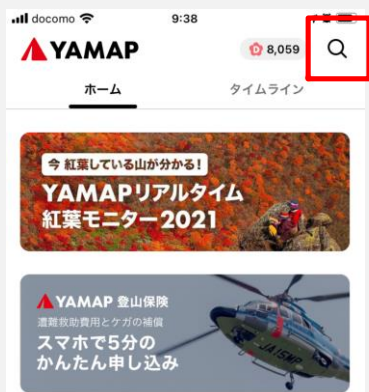 docomo 9:38
YAMAP 8,059
ホーム タイムライン
今 紅葉している山が分かる!
YAMAPリアルタイム
紅葉モニター2021
YAMAP 登山保険
遭難救助費用とケガの補償
スマホで5分の
かんたん申し込み
JA15MP